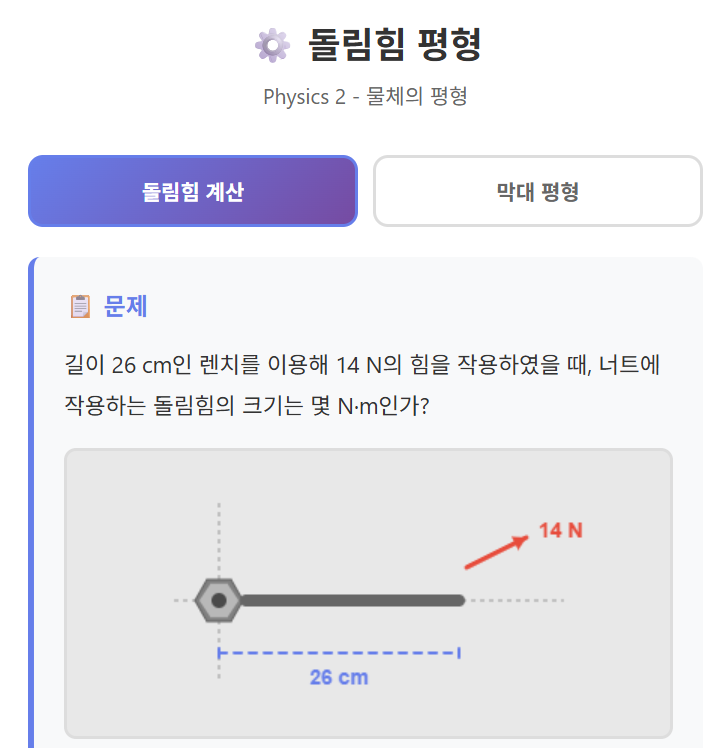 돌림힘 평형
Physics 2 - 물체의 평형
돌림힘 계산
막대 평형
문제
길이 26 cm인 렌치를 이용해 14 N의 힘을 작용하였을 때, 너트에
작용하는 돌림힘의 크기는 몇 N·m인가?
14 N
26 cm